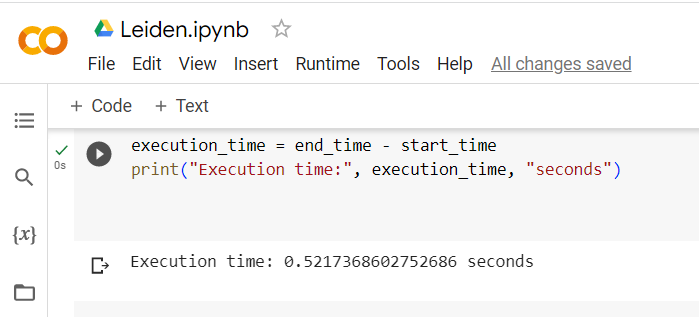 Leiden.ipynb
File Edit View Insert Runtime Tools Help All changes saved
+ Code + Text
0s
execution_time = end_time - start_time
print("Execution time:", execution_time, "seconds")
{x}
Execution time: 0.5217368602752686 seconds